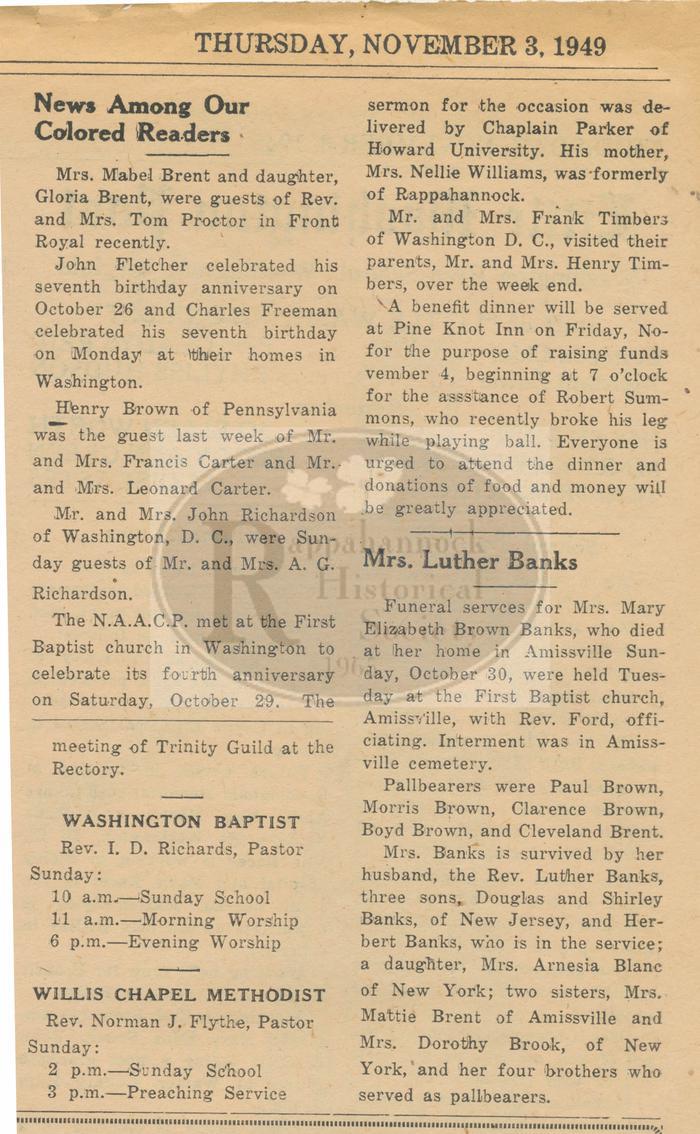 THURSDAY, NOVEMBER 3, 1949
News Among Our
Colored Readers
Mrs. Mabel Brent and daughter,
Gloria Brent, were guests of Rev.
and Mrs. Tom Proctor in Front
Royal recently.
John Fletcher celebrated his
seventh birthday anniversary on
October 26 and Charles Freeman
celebrated his seventh birthday
on Monday at their homes in
Washington.
Henry Brown of Pennsylvania
was the guest last week of Mr.
and Mrs. Francis Carter and Mr.
and Mrs. Leonard Carter.
Mr. and Mrs. John Richardson
of Washington, D. C., were Sun-
day guests of Mr. and Mrs. A. G.
Richardson.
The N.A.A.C.P. met at the First
Baptist church in Washington to
celebrate its fourth anniversary
on Saturday, October 29. The
sermon for the occasion was de-
livered by Chaplain Parker of
Howard University. His mother,
Mrs. Nellie Williams, was formerly
of Rappahannock.
Mr. and Mrs. Frank Timbers
of Washington D. C., visited their
parents, Mr. and Mrs. Henry Tim-
bers, over the week end.
A benefit dinner will be served
at Pine Knot Inn on Friday, No-
for the purpose of raising funds
vember 4, beginning at 7 o'clock
for the assstance of Robert Sum-
mons, who recently broke his leg
while playing ball. Everyone is
urged to attend the dinner and
donations of food and money will
be greatly appreciated.
Mrs. Luther Banks
Funeral servces for Mrs. Mary
Elizabeth Brown Banks, who died
at her home in Amissville Sun-
day, October 30, were held Tues-
day at the First Baptist church,
Amissville, with Rev. Ford, offi-
ciating. Interment was in Amiss-
ville cemetery.
Pallbearers were Paul Brown,
Morris Brown, Clarence Brown,
Boyd Brown, and Cleveland Brent.
Mrs. Banks is survived by her
husband, the Rev. Luther Banks,
three sons, Douglas and Shirley
Banks, of New Jersey, and Her-
bert Banks, who is in the service;
a daughter, Mrs. Arnesia Blanc
of New York; two sisters, Mrs.
Mattie Brent of Amissville and
Mrs. Dorothy Brook, of New
York, and her four brothers who
served as pallbearers.
meeting of Trinity Guild at the
Rectory.
WASHINGTON BAPTIST
Rev. I. D. Richards, Pastor
Sunday:
10 a.m.—Sunday School
11 a.m.—Morning Worship
6 p.m.—Evening Worship
WILLIS CHAPEL METHODIST
Rev. Norman J. Flythe, Pastor
Sunday:
2 p.m.—Sunday School
3 p.m.—Preaching Service
R
Rappahannock
Historical